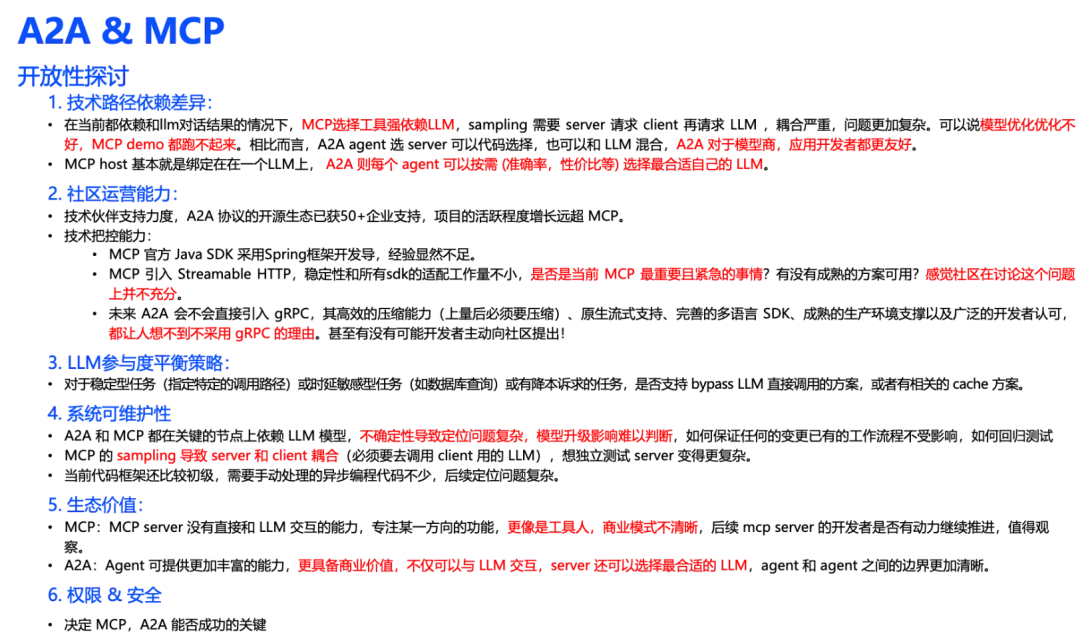 A2A & MCP
开放性探讨
1. 技术路径依赖差异：
• 在当前都依赖和llm对话结果的情况下，MCP选择工具强依赖LLM，sampling 需要 server 请求 client 再请求 LLM ，耦合严重，问题更加复杂。可以说模型优化优化不
好，MCP demo 都跑不起来。相比而言，A2A agent 选 server 可以代码选择，也可以和 LLM 混合，A2A 对于模型商，应用开发者都更友好。
• MCP host 基本就是绑定在在一个LLM上， A2A 则每个 agent 可以按需 (准确率，性价比等) 选择最合适自己的 LLM。
2. 社区运营能力：
• 技术伙伴支持力度，A2A 协议的开源生态已获50+企业支持，项目的活跃程度增长远超 MCP。
• 技术把控能力：
• MCP 官方 Java SDK 采用Spring框架开发导，经验显然不足。
• MCP 引入 Streamable HTTP，稳定性和所有sdk的适配工作量不小，是否是当前 MCP 最重要且紧急的事情？有没有成熟的方案可用？感觉社区在讨论这个问题
上并不充分。
• 未来 A2A 会不会直接引入 gRPC，其高效的压缩能力（上量后必须要压缩）、原生流式支持、完善的多语言 SDK、成熟的生产环境支撑以及广泛的开发者认可，
都让人想不到不采用 gRPC 的理由。甚至有没有可能开发者主动向社区提出！
3. LLM参与度平衡策略：
• 对于稳定型任务（指定特定的调用路径）或时延敏感型任务（如数据库查询）或有降本诉求的任务，是否支持 bypass LLM 直接调用的方案，或者有相关的 cache 方案。
4. 系统可维护性
• A2A 和 MCP 都在关键的节点上依赖 LLM 模型，不确定性导致定位问题复杂，模型升级影响难以判断，如何保证任何的变更已有的工作流程不受影响，如何回归测试
• MCP 的 sampling 导致 server 和 client 耦合（必须要去调用 client 用的 LLM），想独立测试 server 变得更复杂。
• 当前代码框架还比较初级，需要手动处理的异步编程代码不少，后续定位问题复杂。
5. 生态价值：
• MCP：MCP server 没有直接和 LLM 交互的能力，专注某一方向的功能，更像是工具人，商业模式不清晰，后续 mcp server 的开发者是否有动力继续推进，值得观
察。
• A2A：Agent 可提供更加丰富的能力，更具备商业价值，不仅可以与 LLM 交互，server 还可以选择最合适的 LLM，agent 和 agent 之间的边界更加清晰。
6. 权限 & 安全
• 决定 MCP，A2A 能否成功的关键